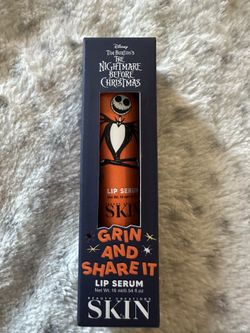 Disney
Tim Burton's
THE
NIGHTMARE
BEFORE
CHRISTMAS
LIP SERUM
SKIN
GRIN
AND
SHARE IT
LIP SERUM
Net Wt. 16 ml/0.54 fl oz
BEAUTY CREATIONS
SKIN